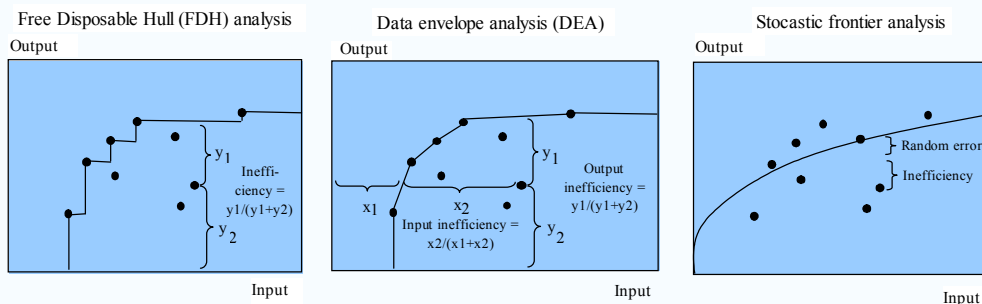 Free Disposable Hull (FDH) analysis
Output
y1
Ineffi-
ciency =
y1/(y1+y2)
y2
Input
Data envelope analysis (DEA)
Output
y1
Output
inefficiency =
y1/(y1+y2)
x1
x2
Input inefficiency =
x2/(x1+x2)
y2
Input
Stocastic frontier analysis
Output
Random error
Inefficiency
Input